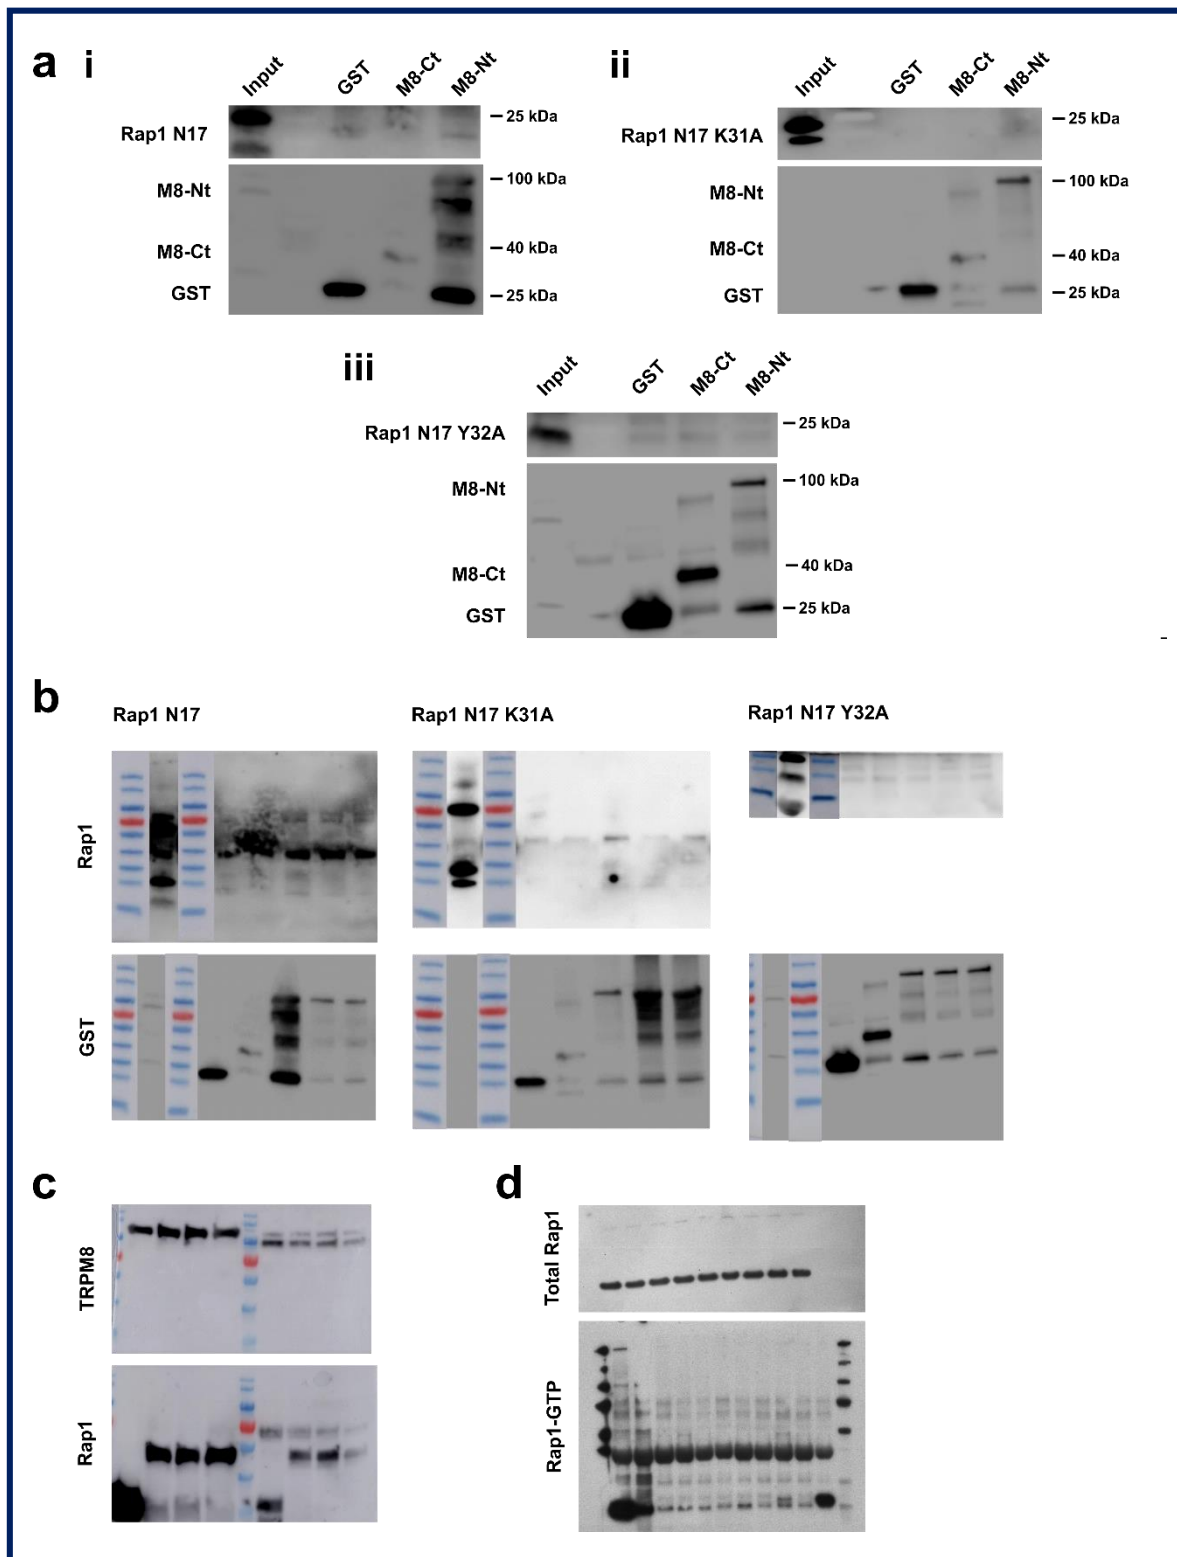 a i
Input GST M8-Ct M8-Nt
Rap1 N17
25 kDa
M8-Nt
100 kDa
M8-Ct
40 kDa
GST
25 kDa
ii
Input GST M8-Ct M8-Nt
Rap1 N17 K31A
25 kDa
M8-Nt
100 kDa
M8-Ct
40 kDa
GST
25 kDa
iii
Input GST M8-Ct M8-Nt
Rap1 N17 Y32A
25 kDa
M8-Nt
100 kDa
M8-Ct
40 kDa
GST
25 kDa
b
Rap1 N17 Rap1 N17 K31A Rap1 N17 Y32A
Rap1
GST
c
TRPM8
Rap1
d
Total Rap1
Rap1-GTP